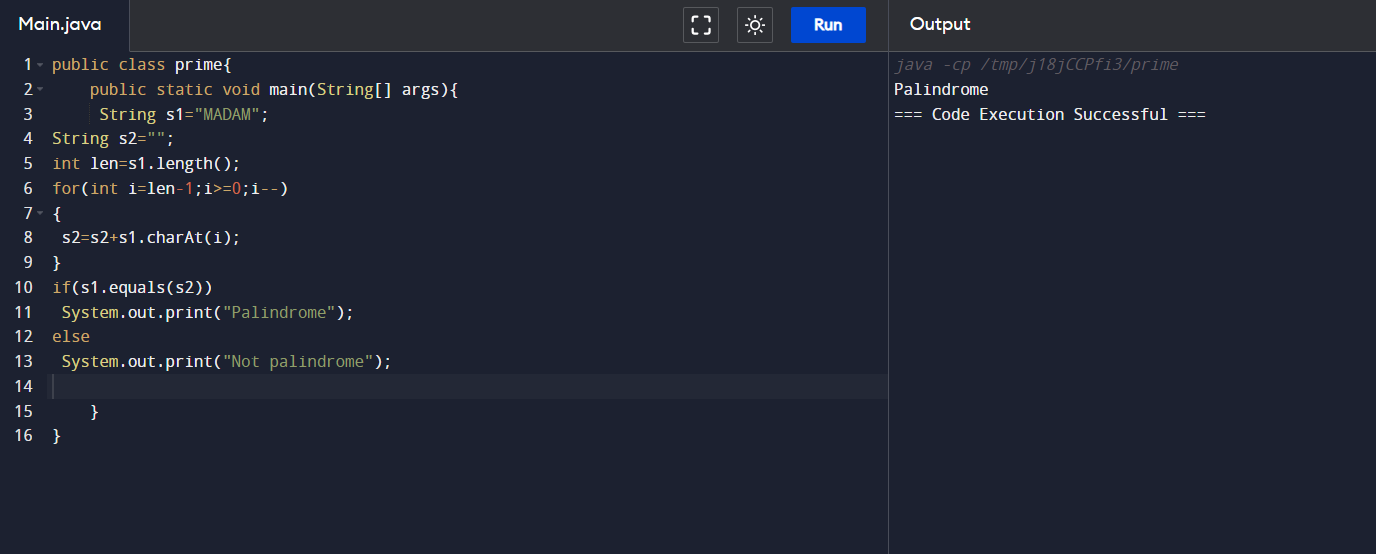 Main.java
Run
Output
1 public class prime{
2 public static void main(String[] args){
3 String s1="MADAM";
4 String s2="";
5 int len=s1.length();
6 for(int i=len-1;i>=0;i--)
7 {
8 s2=s2+s1.charAt(i);
9 }
10 if(s1.equals(s2))
11 System.out.print("Palindrome");
12 else
13 System.out.print("Not palindrome");
14
15 }
16 }
java -cp /tmp/j18jCCPfi3/prime
Palindrome
=== Code Execution Successful ===